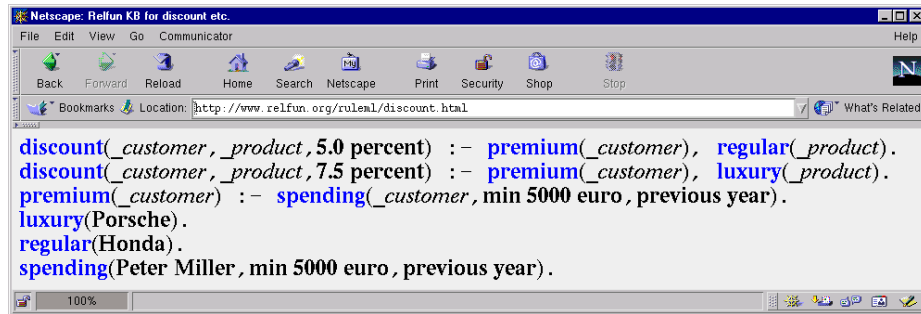 Netscape: Relfun KB for discount etc.
File Edit View Go Communicator Help
My N
Back Forward Reload Home Search Netscape Print Security Shop Stop
Bookmarks Location: http://www.relfun.org/ruleml/discount.html What's Related
discount(_customer,_product,5.0 percent) :- premium(_customer), regular(_product).
discount(_customer,_product,7.5 percent) :- premium(_customer), luxury(_product).
premium(_customer) :- spending(_customer,min 5000 euro,previous year).
luxury(Porsche).
regular(Honda).
spending(Peter Miller,min 5000 euro,previous year).
100%